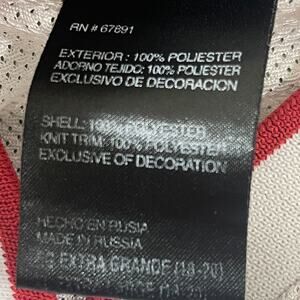 RN # 67891
EXTERIOR : 100% POLIESTER
ADORNO TEJIDO: 100% POLIESTER
EXCLUSIVO DE DECORACION
SHELL: 100% POLYESTER
KNIT TRIM: 100% POLYESTER
EXCLUSIVE OF DECORATION
HECHO EN RUSIA
MADE IN RUSSIA
EXTRA GRANDE (18-20)